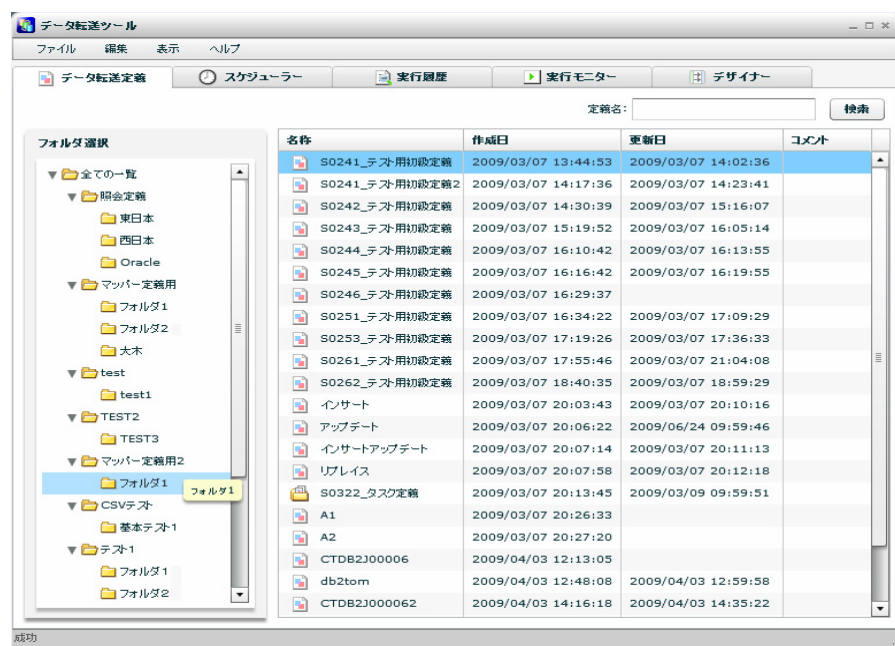 データ転送ツール
ファイル 編集 表示 ヘルプ
データ転送定義 スケジューラー 実行履歴 実行モニター デザイナー
定義名: 検索
フォルダ選択
全ての一覧
照会定義
東日本
西日本
Oracle
マッパー定義用
フォルダ1
フォルダ2
大木
test
test1
TEST2
TEST3
マッパー定義用2
フォルダ1
フォルダ1
CSVテスト
基本テスト1
テスト1
フォルダ1
フォルダ2
名称 作成日 更新日 コメント
S0241_テスト用初級定義 2009/03/07 13:44:53 2009/03/07 14:02:36
S0241_テスト用初級定義2 2009/03/07 14:17:36 2009/03/07 14:23:41
S0242_テスト用初級定義 2009/03/07 14:30:39 2009/03/07 15:16:07
S0243_テスト用初級定義 2009/03/07 15:19:52 2009/03/07 16:05:14
S0244_テスト用初級定義 2009/03/07 16:10:42 2009/03/07 16:13:55
S0245_テスト用初級定義 2009/03/07 16:16:42 2009/03/07 16:19:55
S0246_テスト用初級定義 2009/03/07 16:29:37
S0251_テスト用初級定義 2009/03/07 16:34:22 2009/03/07 17:09:29
S0253_テスト用初級定義 2009/03/07 17:19:26 2009/03/07 17:36:33
S0261_テスト用初級定義 2009/03/07 17:55:46 2009/03/07 21:04:08
S0262_テスト用初級定義 2009/03/07 18:40:35 2009/03/07 18:59:29
インサート 2009/03/07 20:03:43 2009/03/07 20:10:16
アップデート 2009/03/07 20:06:22 2009/06/24 09:59:46
インサートアップデート 2009/03/07 20:07:14 2009/03/07 20:11:13
リプレイス 2009/03/07 20:07:58 2009/03/07 20:12:18
S0322_タスク定義 2009/03/07 20:13:45 2009/03/09 09:59:51
A1 2009/03/07 20:26:33
A2 2009/03/07 20:27:20
CTDB2J00006 2009/04/03 12:13:05
db2tom 2009/04/03 12:48:08 2009/04/03 12:59:58
CTDB2J000062 2009/04/03 14:16:18 2009/04/03 14:35:22
成功